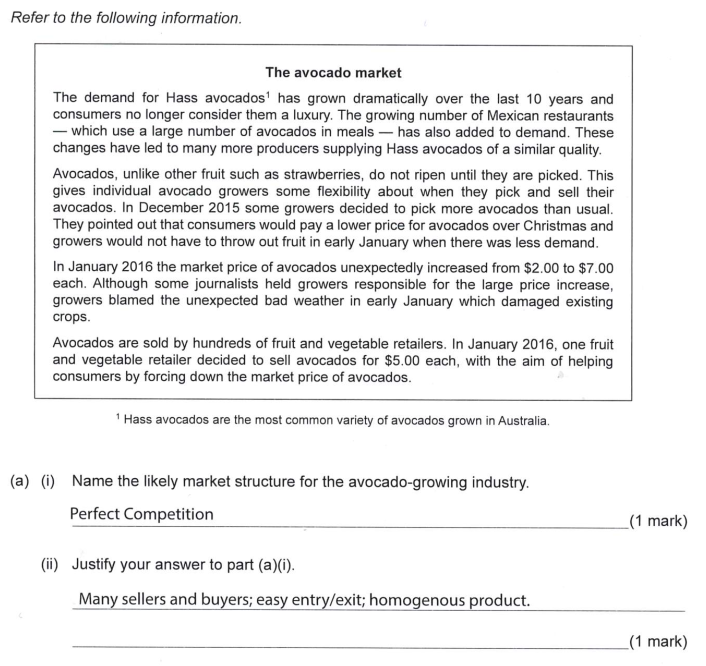 Refer to the following information.
The avocado market
The demand for Hass avocados¹ has grown dramatically over the last 10 years and
consumers no longer consider them a luxury. The growing number of Mexican restaurants
— which use a large number of avocados in meals — has also added to demand. These
changes have led to many more producers supplying Hass avocados of a similar quality.
Avocados, unlike other fruit such as strawberries, do not ripen until they are picked. This
gives individual avocado growers some flexibility about when they pick and sell their
avocados. In December 2015 some growers decided to pick more avocados than usual.
They pointed out that consumers would pay a lower price for avocados over Christmas and
growers would not have to throw out fruit in early January when there was less demand.
In January 2016 the market price of avocados unexpectedly increased from $2.00 to $7.00
each. Although some journalists held growers responsible for the large price increase,
growers blamed the unexpected bad weather in early January which damaged existing
crops.
Avocados are sold by hundreds of fruit and vegetable retailers. In January 2016, one fruit
and vegetable retailer decided to sell avocados for $5.00 each, with the aim of helping
consumers by forcing down the market price of avocados.
¹ Hass avocados are the most common variety of avocados grown in Australia.
(a) (i) Name the likely market structure for the avocado-growing industry.
Perfect Competition (1 mark)
(ii) Justify your answer to part (a)(i).
Many sellers and buyers; easy entry/exit; homogenous product.
(1 mark)